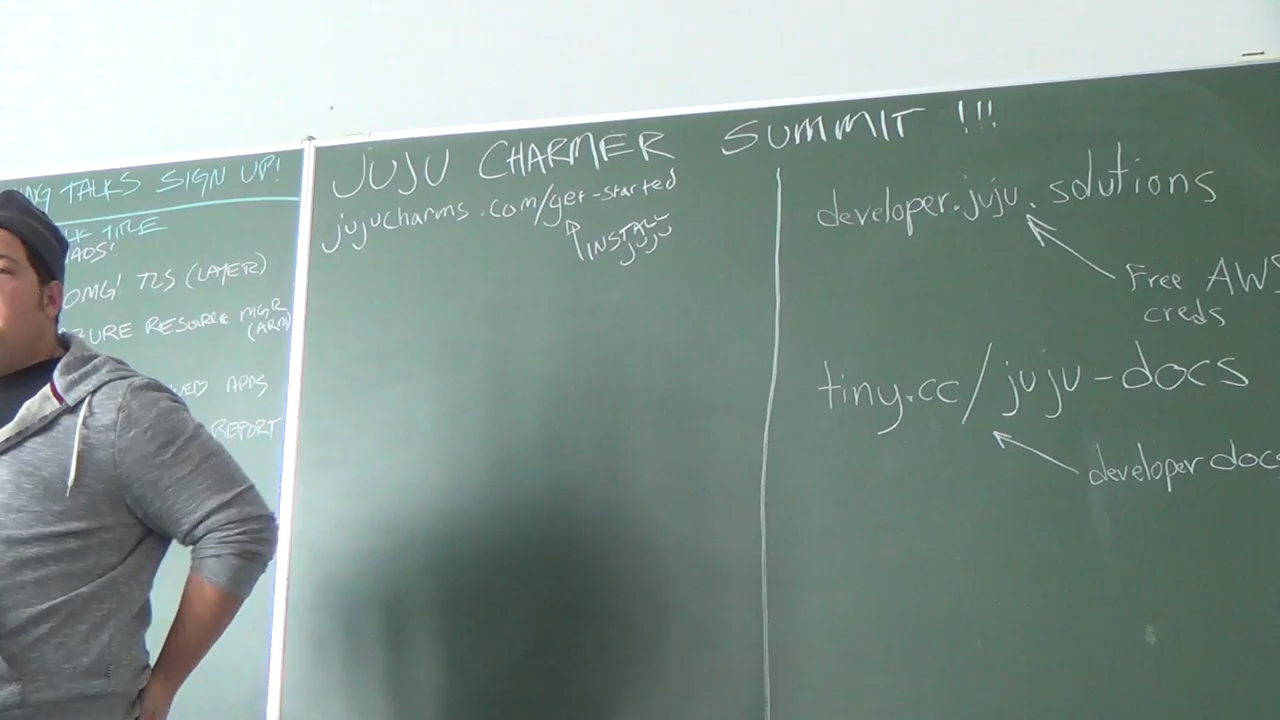 TALKS SIGN UP!
TITLE
OMG! TLS (LAYER)
RESOURCE MGR
(ARM)
APPS
REPORT
JUJU CHARMER SUMMIT !!!
jujucharms.com/get-started
INSTALL
juju
developer.juju.solutions
Free AWS
creds
tiny.cc/juju-docs
developer docs